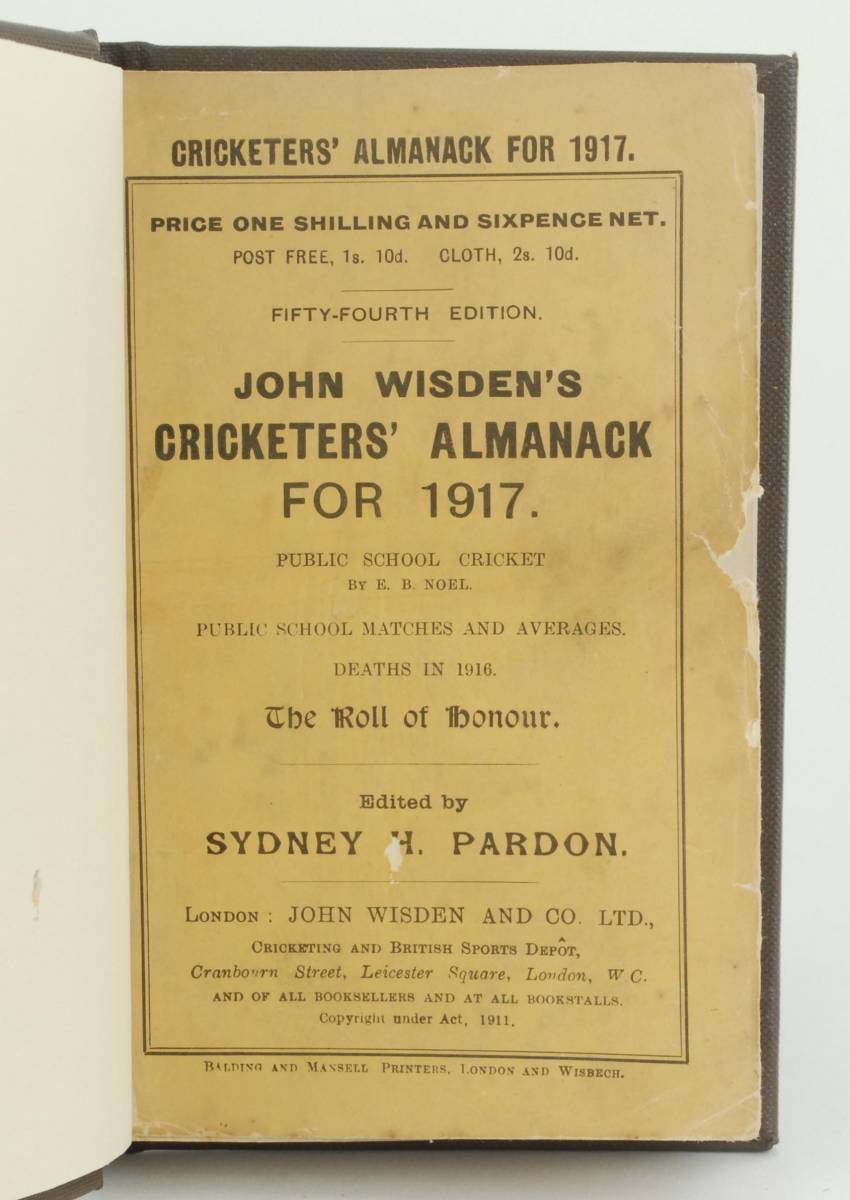 CRICKETERS' ALMANACK FOR 1917.
PRICE ONE SHILLING AND SIXPENCE NET.
POST FREE, 1s. 10d. CLOTH, 2s. 10d.
FIFTY-FOURTH EDITION.
JOHN WISDEN'S
CRICKETERS' ALMANACK
FOR 1917.
PUBLIC SCHOOL CRICKET
BY E. B. NOEL.
PUBLIC SCHOOL MATCHES AND AVERAGES.
DEATHS IN 1916.
The Roll of Honour.
Edited by
SYDNEY H. PARDON.
LONDON : JOHN WISDEN AND CO. LTD.,
CRICKETING AND BRITISH SPORTS DEPÔT,
Cranbourn Street, Leicester Square, London, W C.
AND OF ALL BOOKSELLERS AND AT ALL BOOKSTALLS.
Copyright under Act, 1911.
BALDING AND MANSELL PRINTERS, LONDON AND WISBECH.